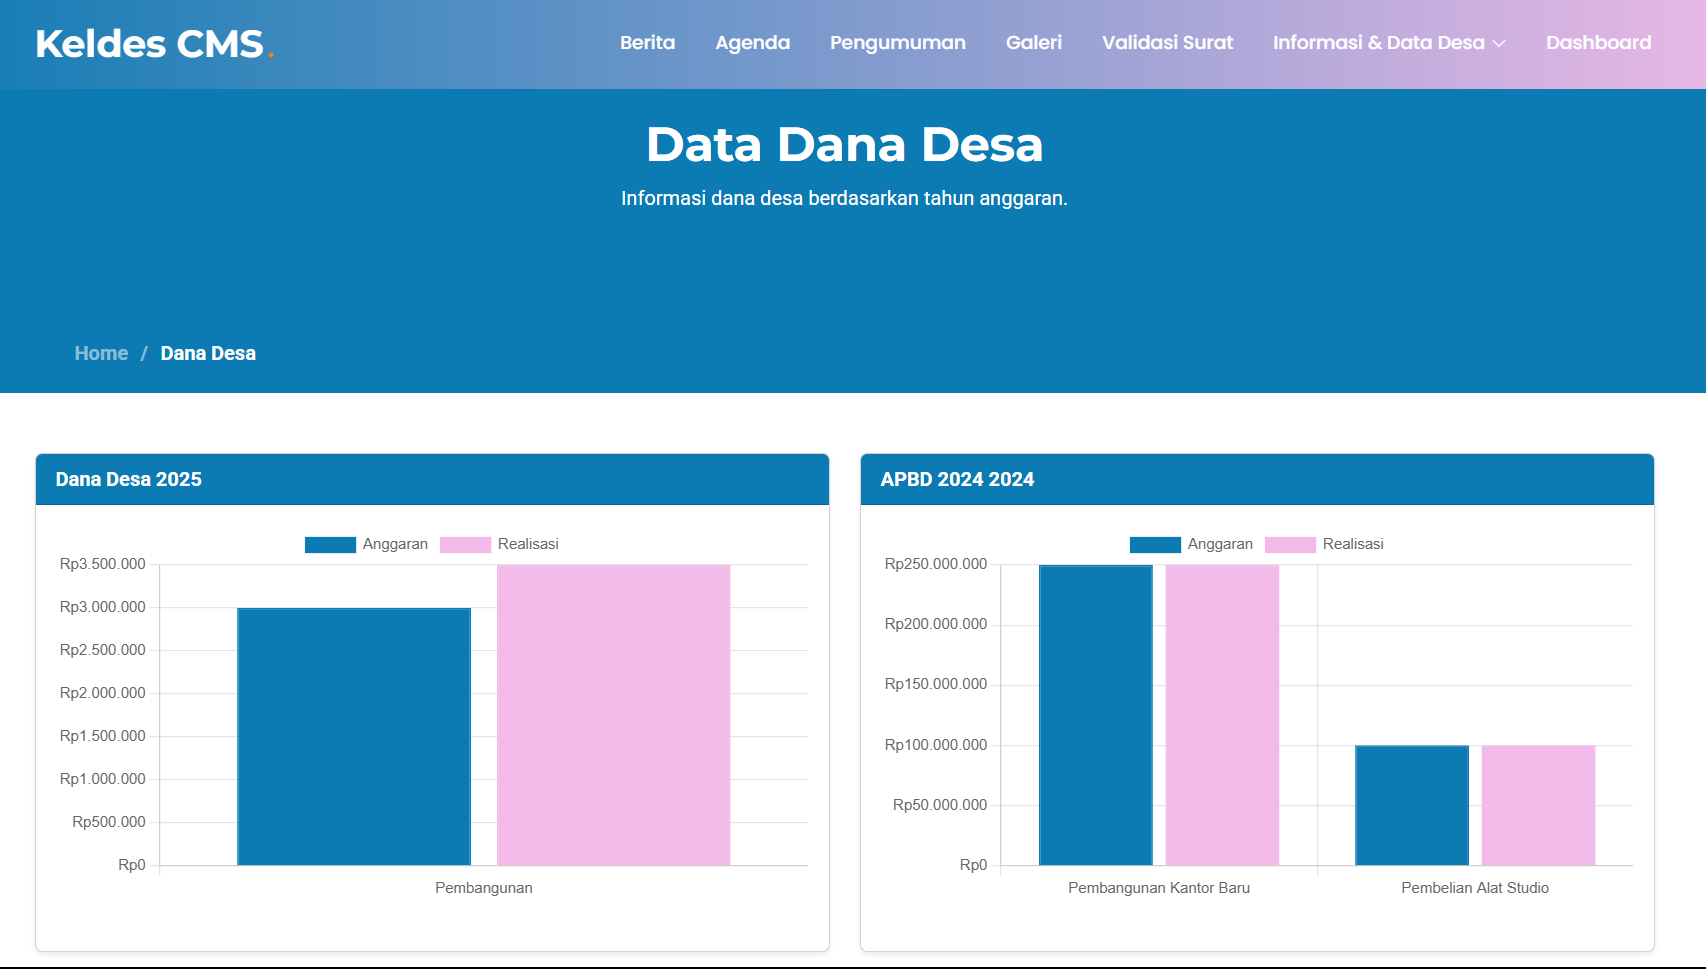 Keldes CMS.
Berita Agenda Pengumuman Galeri Validasi Surat Informasi & Data Desa Dashboard
Data Dana Desa
Informasi dana desa berdasarkan tahun anggaran.
Home / Dana Desa
Dana Desa 2025
Anggaran Realisasi
Rp3.500.000
Rp3.000.000
Rp2.500.000
Rp2.000.000
Rp1.500.000
Rp1.000.000
Rp500.000
Rp0
Pembangunan
APBD 2024 2024
Anggaran Realisasi
Rp250.000.000
Rp200.000.000
Rp150.000.000
Rp100.000.000
Rp50.000.000
Rp0
Pembangunan Kantor Baru Pembelian Alat Studio